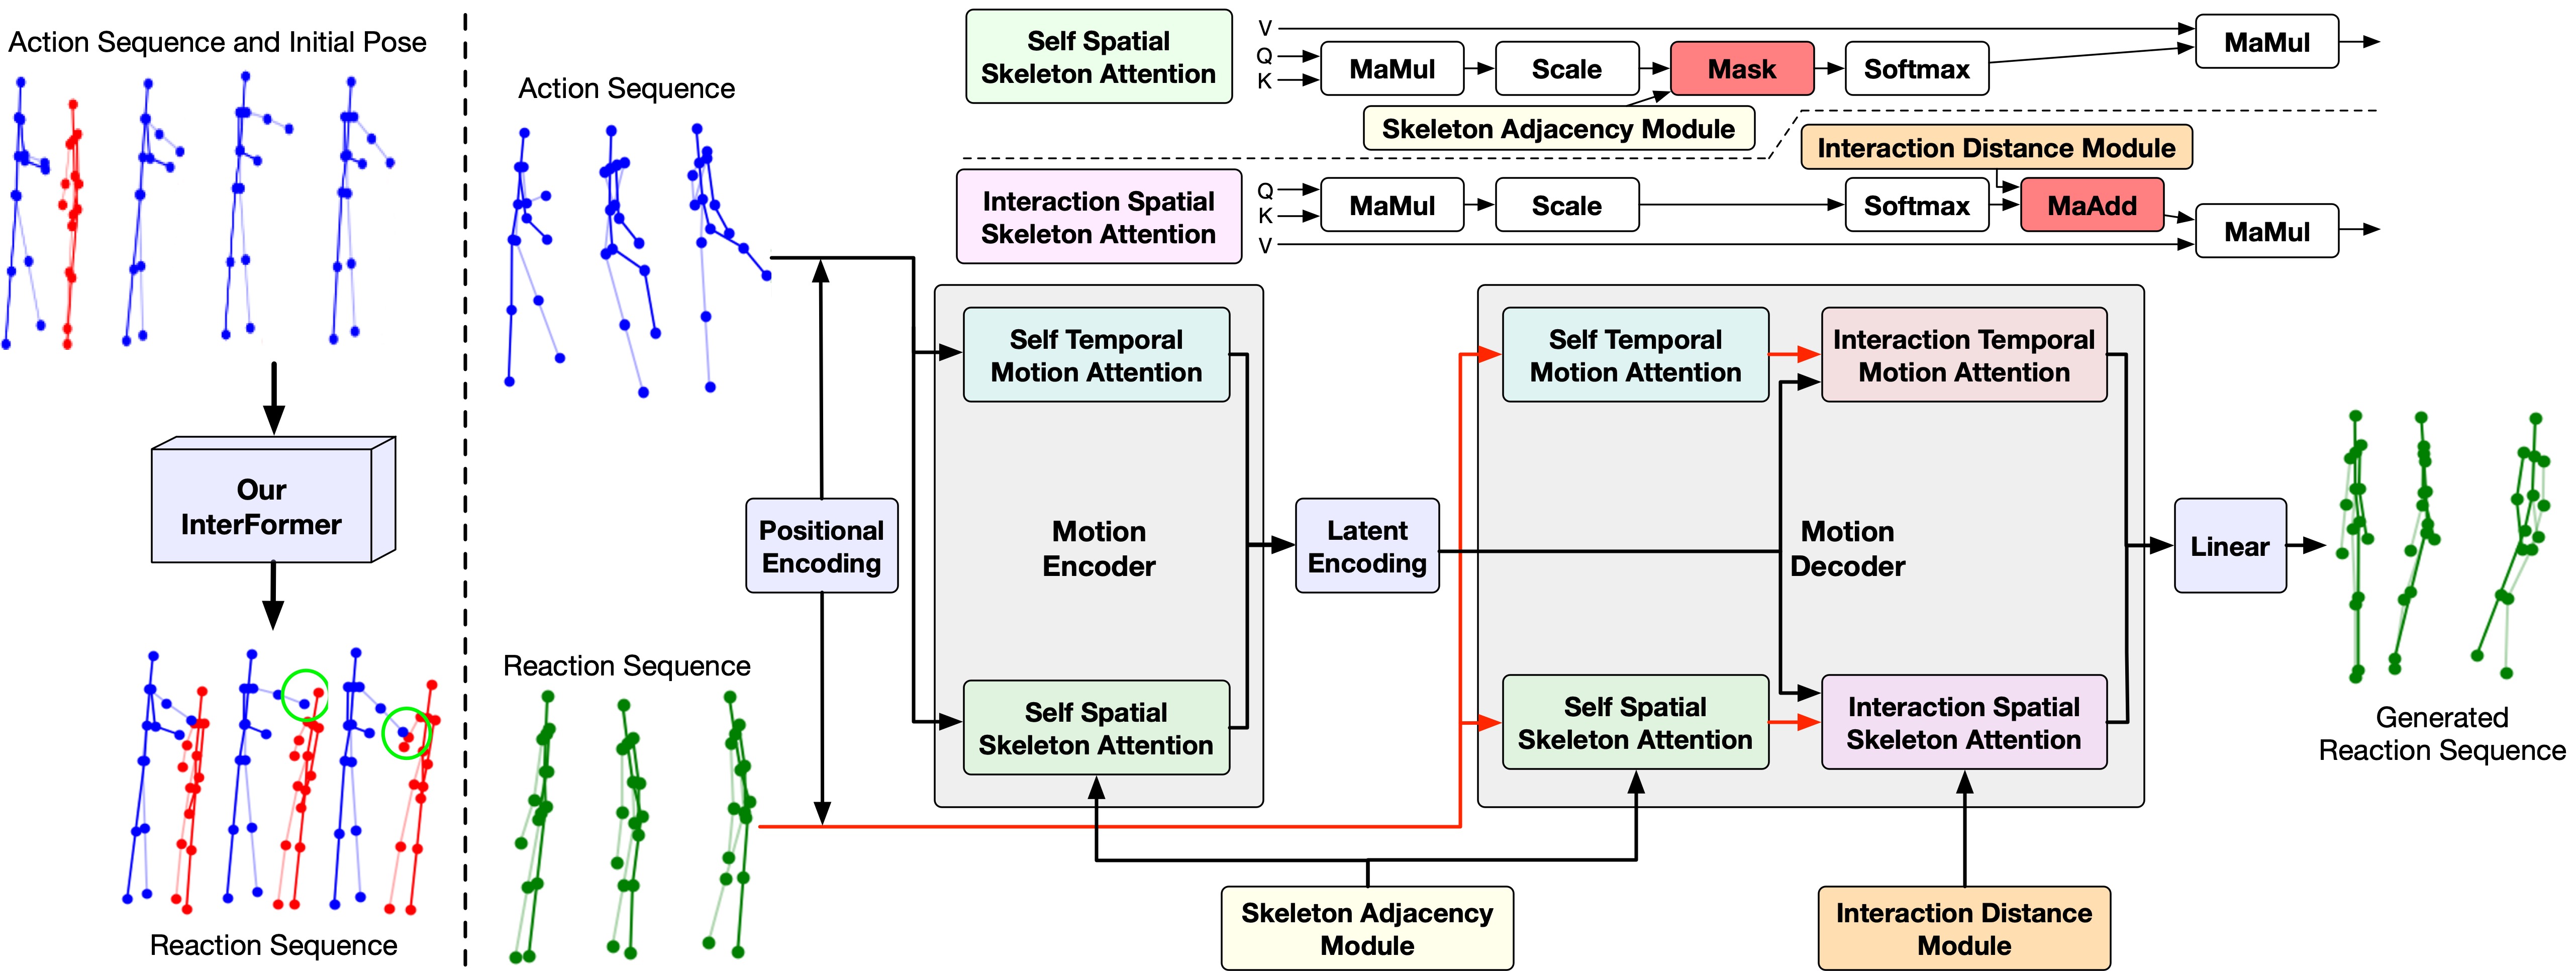 Action Sequence and Initial Pose
Our
InterFormer
Reaction Sequence
Action Sequence
Reaction Sequence
Positional
Encoding
Self Spatial
Skeleton Attention
V
Q
K
MaMul
Scale
Mask
Softmax
MaMul
Skeleton Adjacency Module
Interaction Distance Module
Interaction Spatial
Skeleton Attention
Q
K
V
MaMul
Scale
Softmax
MaAdd
MaMul
Self Temporal
Motion Attention
Motion
Encoder
Self Spatial
Skeleton Attention
Latent
Encoding
Self Temporal
Motion Attention
Interaction Temporal
Motion Attention
Motion
Decoder
Self Spatial
Skeleton Attention
Interaction Spatial
Skeleton Attention
Linear
Generated
Reaction Sequence
Skeleton Adjacency
Module
Interaction Distance
Module